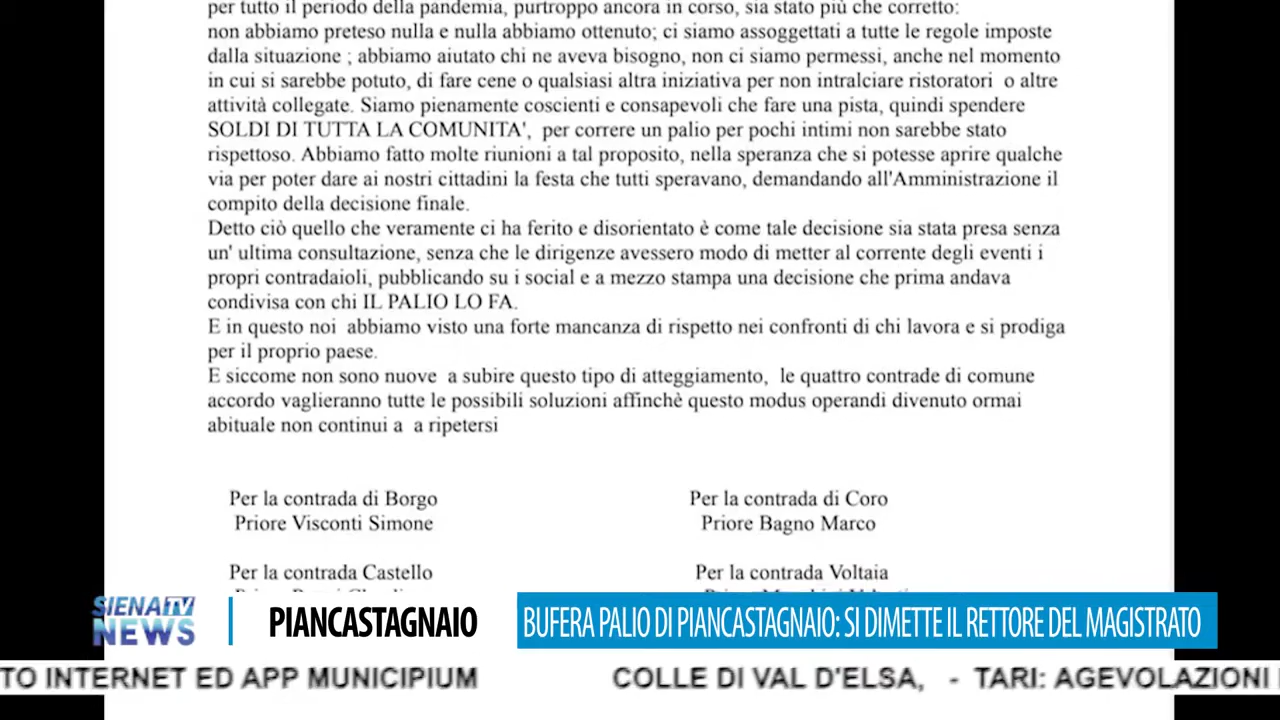 per tutto il periodo della pandemia, purtroppo ancora in corso, sia stato più che corretto:
non abbiamo preteso nulla e nulla abbiamo ottenuto; ci siamo assoggettati a tutte le regole imposte
dalla situazione ; abbiamo aiutato chi ne aveva bisogno, non ci siamo permessi, anche nel momento
in cui si sarebbe potuto, di fare cene o qualsiasi altra iniziativa per non intralciare ristoratori o altre
attività collegate. Siamo pienamente coscienti e consapevoli che fare una pista, quindi spendere
SOLDI DI TUTTA LA COMUNITA', per correre un palio per pochi intimi non sarebbe stato
rispettoso. Abbiamo fatto molte riunioni a tal proposito, nella speranza che si potesse aprire qualche
via per poter dare ai nostri cittadini la festa che tutti speravano, demandando all'Amministrazione il
compito della decisione finale.
Detto ciò quello che veramente ci ha ferito e disorientato è come tale decisione sia stata presa senza
un' ultima consultazione, senza che le dirigenze avessero modo di metter al corrente degli eventi i
propri contradaioli, pubblicando su i social e a mezzo stampa una decisione che prima andava
condivisa con chi IL PALIO LO FA.
E in questo noi abbiamo visto una forte mancanza di rispetto nei confronti di chi lavora e si prodiga
per il proprio paese.
E siccome non sono nuove a subire questo tipo di atteggiamento, le quattro contrade di comune
accordo vaglieranno tutte le possibili soluzioni affinchè questo modus operandi divenuto ormai
abituale non continui a a ripetersi
Per la contrada di Borgo
Priore Visconti Simone
Per la contrada di Coro
Priore Bagno Marco
Per la contrada Castello
Per la contrada Voltaia
SIENA TV
NEWS
PIANCASTAGNAIO
BUFERA PALIO DI PIANCASTAGNAIO: SI DIMETTE IL RETTORE DEL MAGISTRATO
TO INTERNET ED APP MUNICIPIUM COLLE DI VAL D'ELSA, - TARI: AGEVOLAZIONI